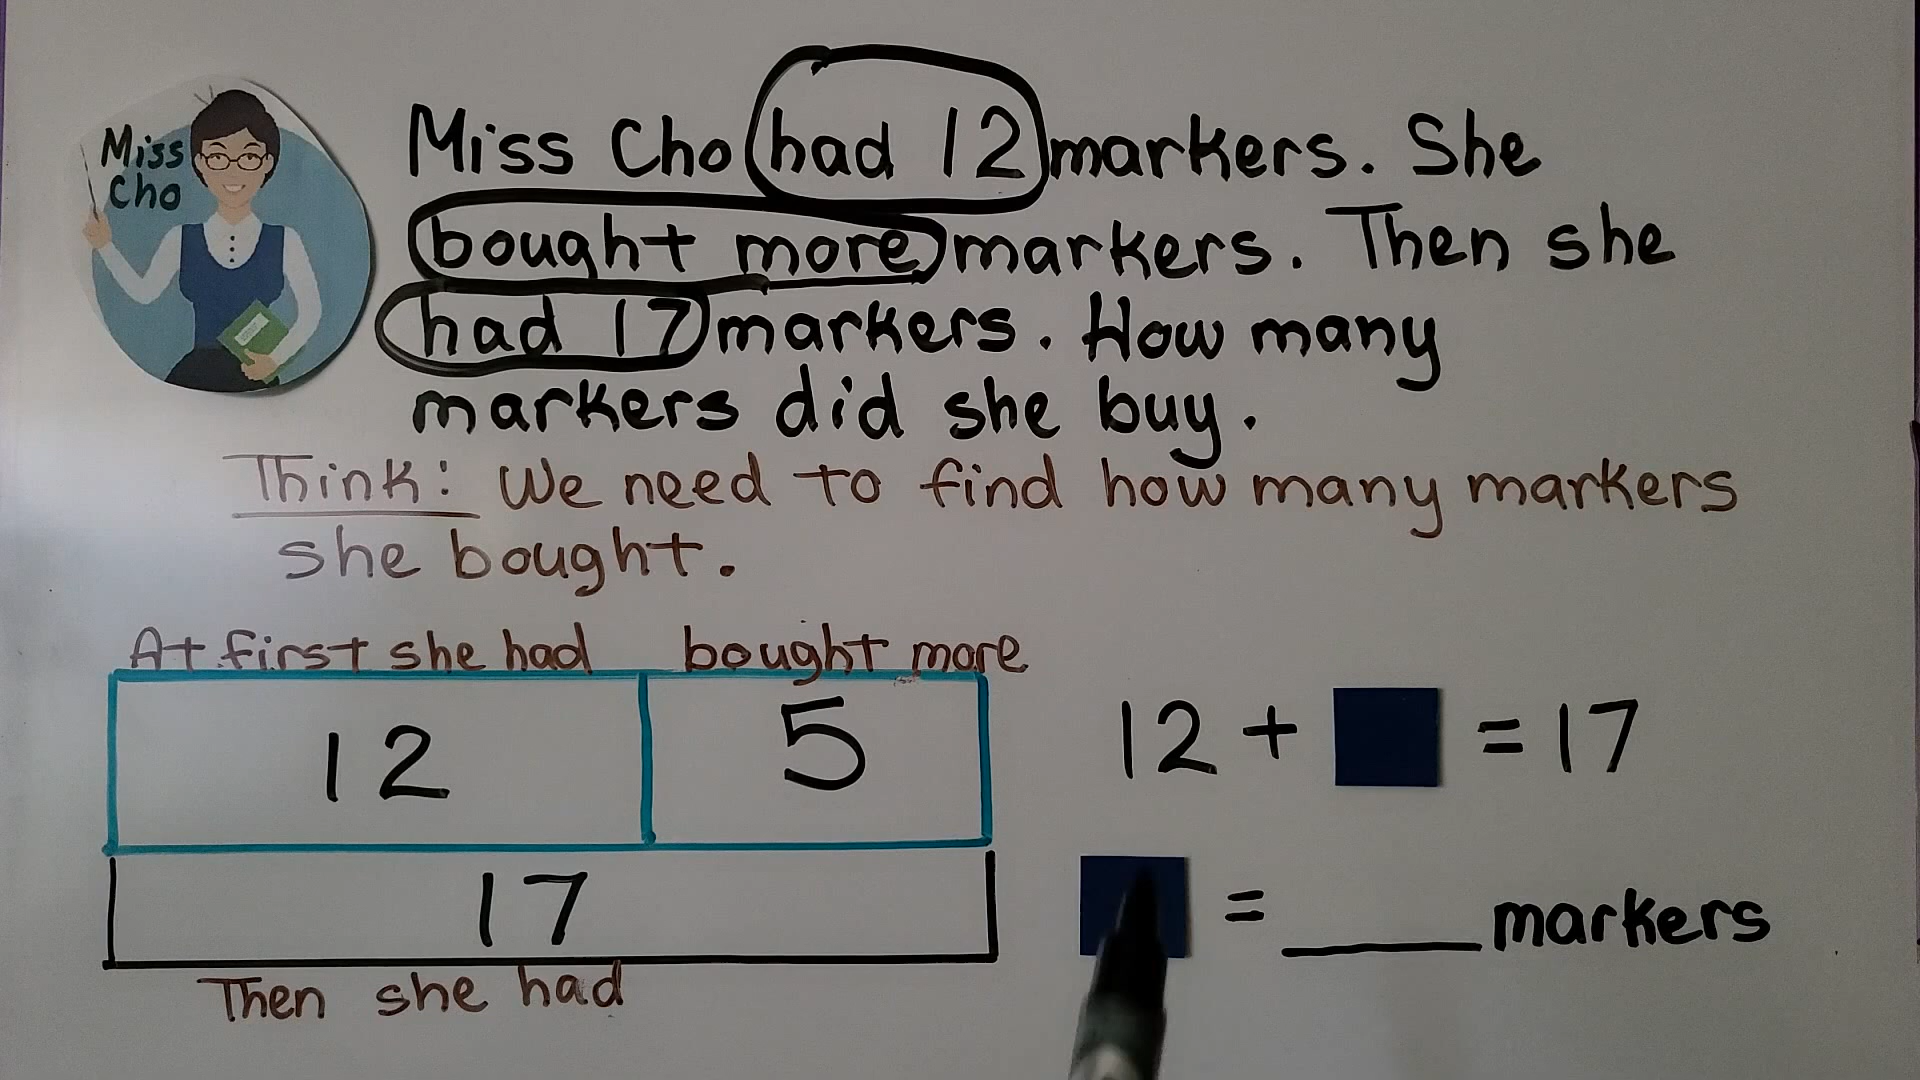 Miss
Cho
Miss Cho had 12 markers. She
bought more markers. Then she
had 17 markers. How many
markers did she buy.
Think: We need to find how many markers
she bought.
At first she had bought more
12 5
17
Then she had
12 + = 17
= ____ markers